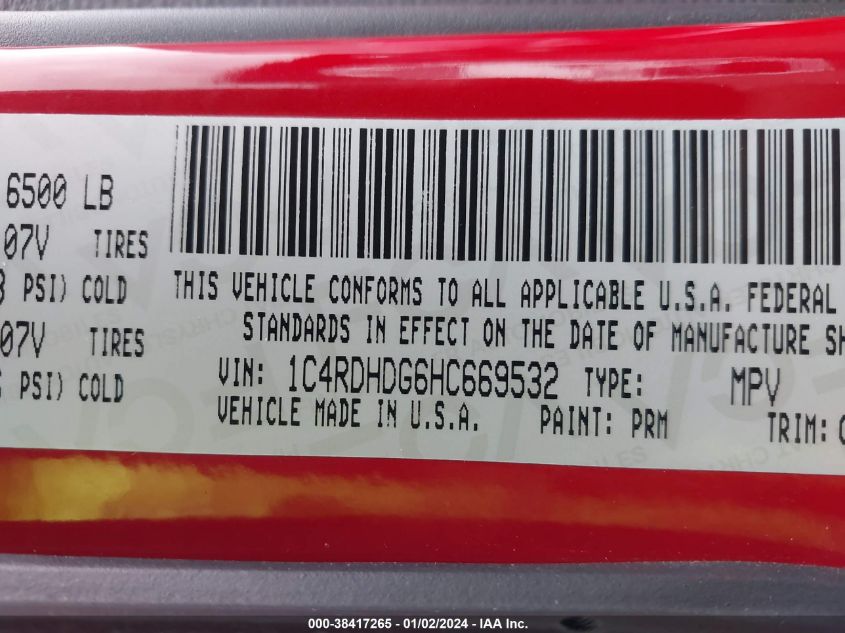 6500 LB
07V TIRES
PSI) COLD
07V TIRES
PSI) COLD
THIS VEHICLE CONFORMS TO ALL APPLICABLE U.S.A. FEDERAL
STANDARDS IN EFFECT ON THE DATE OF MANUFACTURE SH
VIN: 1C4RDHDG6HC669532 TYPE: MPV
VEHICLE MADE IN U.S.A. PAINT: PRM TRIM:
000-38417265 - 01/02/2024 - IAA Inc.